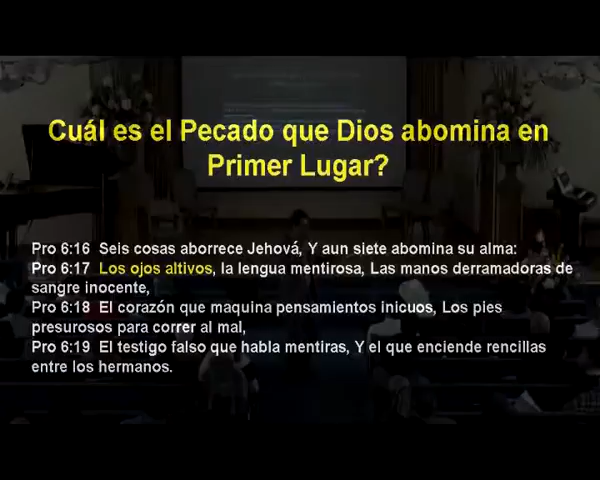 Cuál es el Pecado que Dios abomina en
Primer Lugar?
Pro 6:16 Seis cosas aborrece Jehová, Y aun siete abomina su alma:
Pro 6:17 Los ojos altivos, la lengua mentirosa, Las manos derramadoras de
sangre inocente,
Pro 6:18 El corazón que maquina pensamientos inicuos, Los pies
presurosos para correr al mal,
Pro 6:19 El testigo falso que habla mentiras, Y el que enciende rencillas
entre los hermanos.